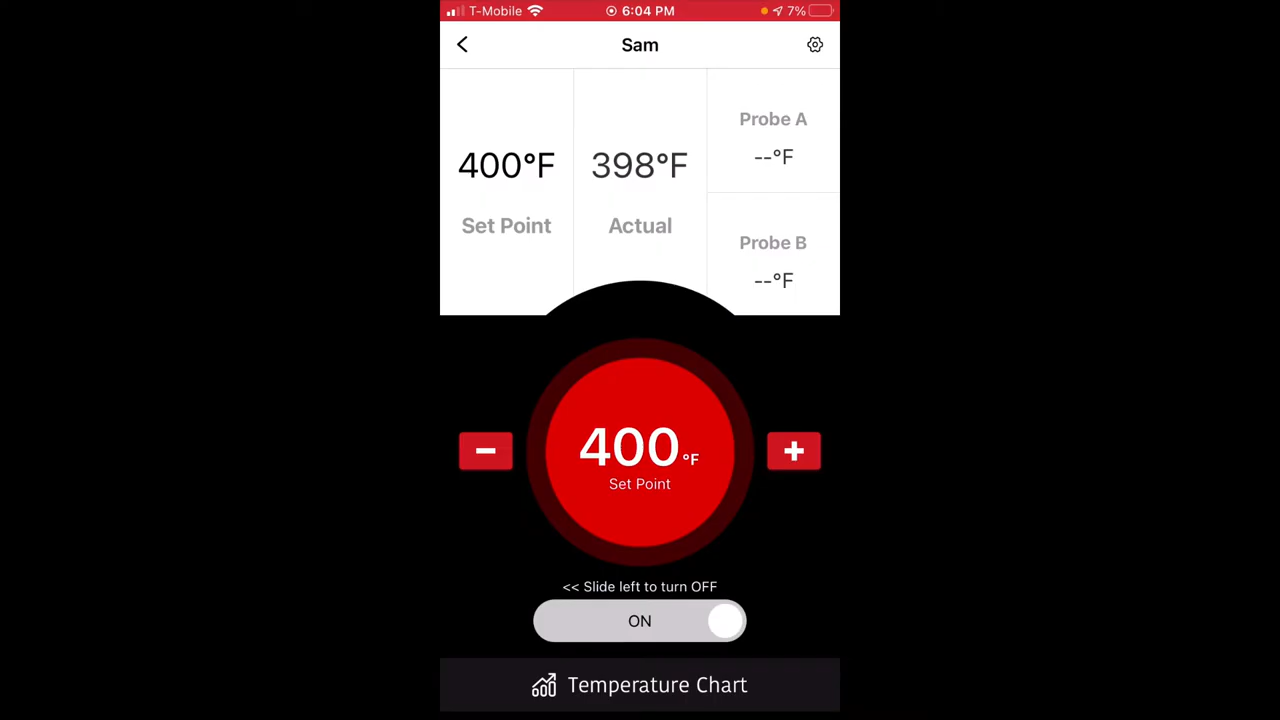 T-Mobile 6:04 PM 7%
Sam
400°F
Set Point
398°F
Actual
Probe A
--°F
Probe B
--°F
− 400 °F +
Set Point
<< Slide left to turn OFF
ON
Temperature Chart